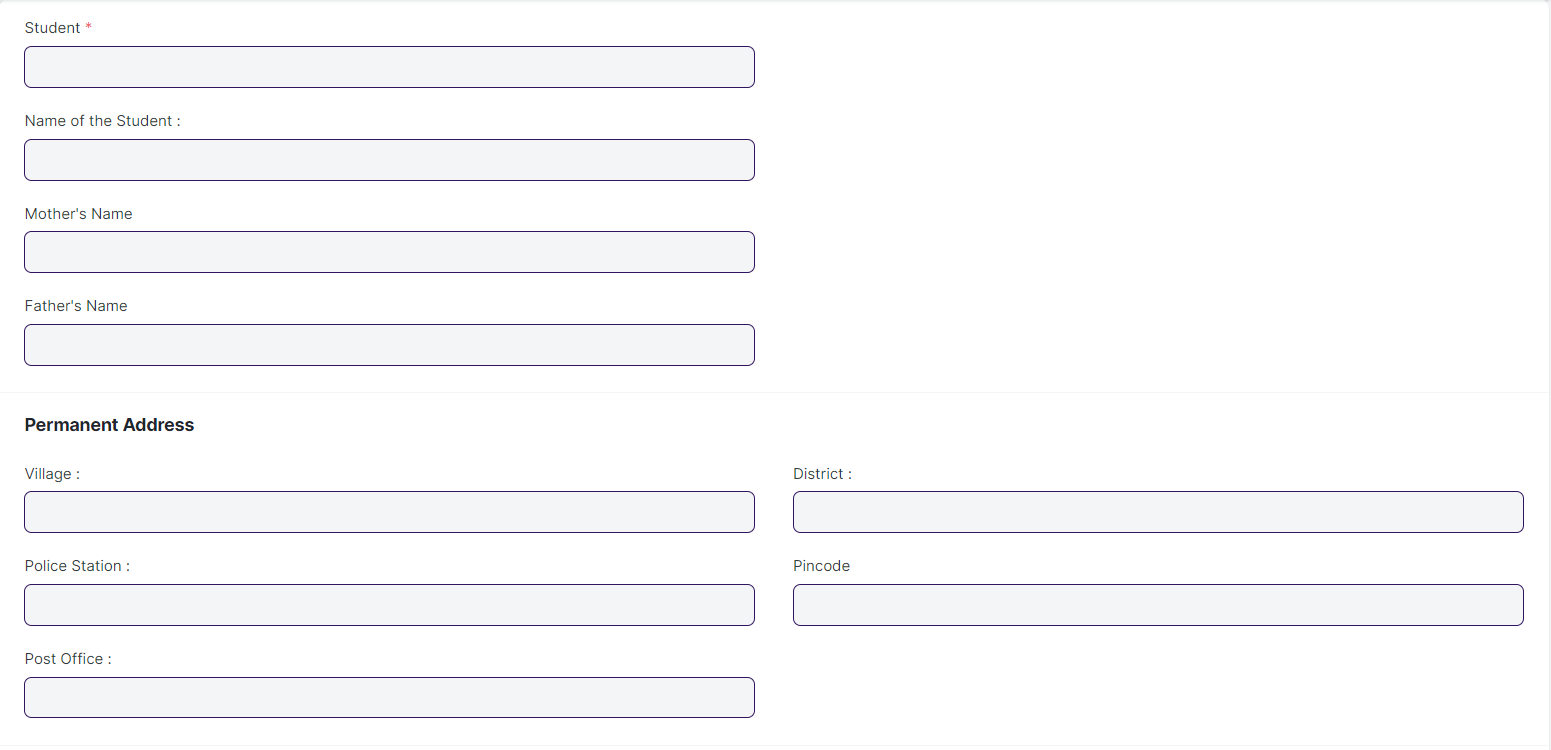 Student *
Name of the Student :
Mother's Name
Father's Name
Permanent Address
Village :
District :
Police Station :
Pincode
Post Office :